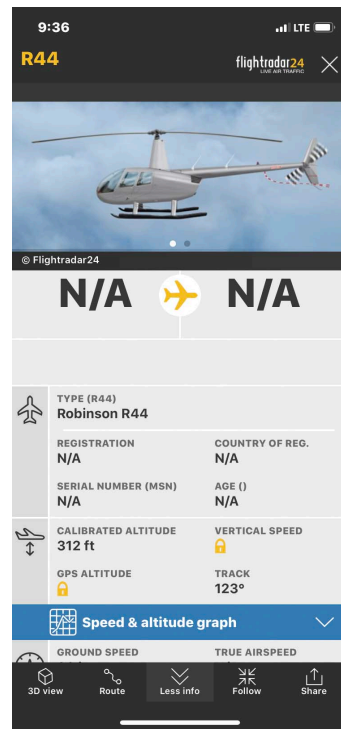 9:36
LTE
R44
flightradar24
LIVE AIR TRAFFIC
© Flightradar24
N/A N/A
TYPE (R44)
Robinson R44
REGISTRATION COUNTRY OF REG.
N/A N/A
SERIAL NUMBER (MSN) AGE ()
N/A N/A
CALIBRATED ALTITUDE VERTICAL SPEED
312 ft
GPS ALTITUDE TRACK
123°
Speed & altitude graph
GROUND SPEED TRUE AIRSPEED
3D view Route Less info Follow Share